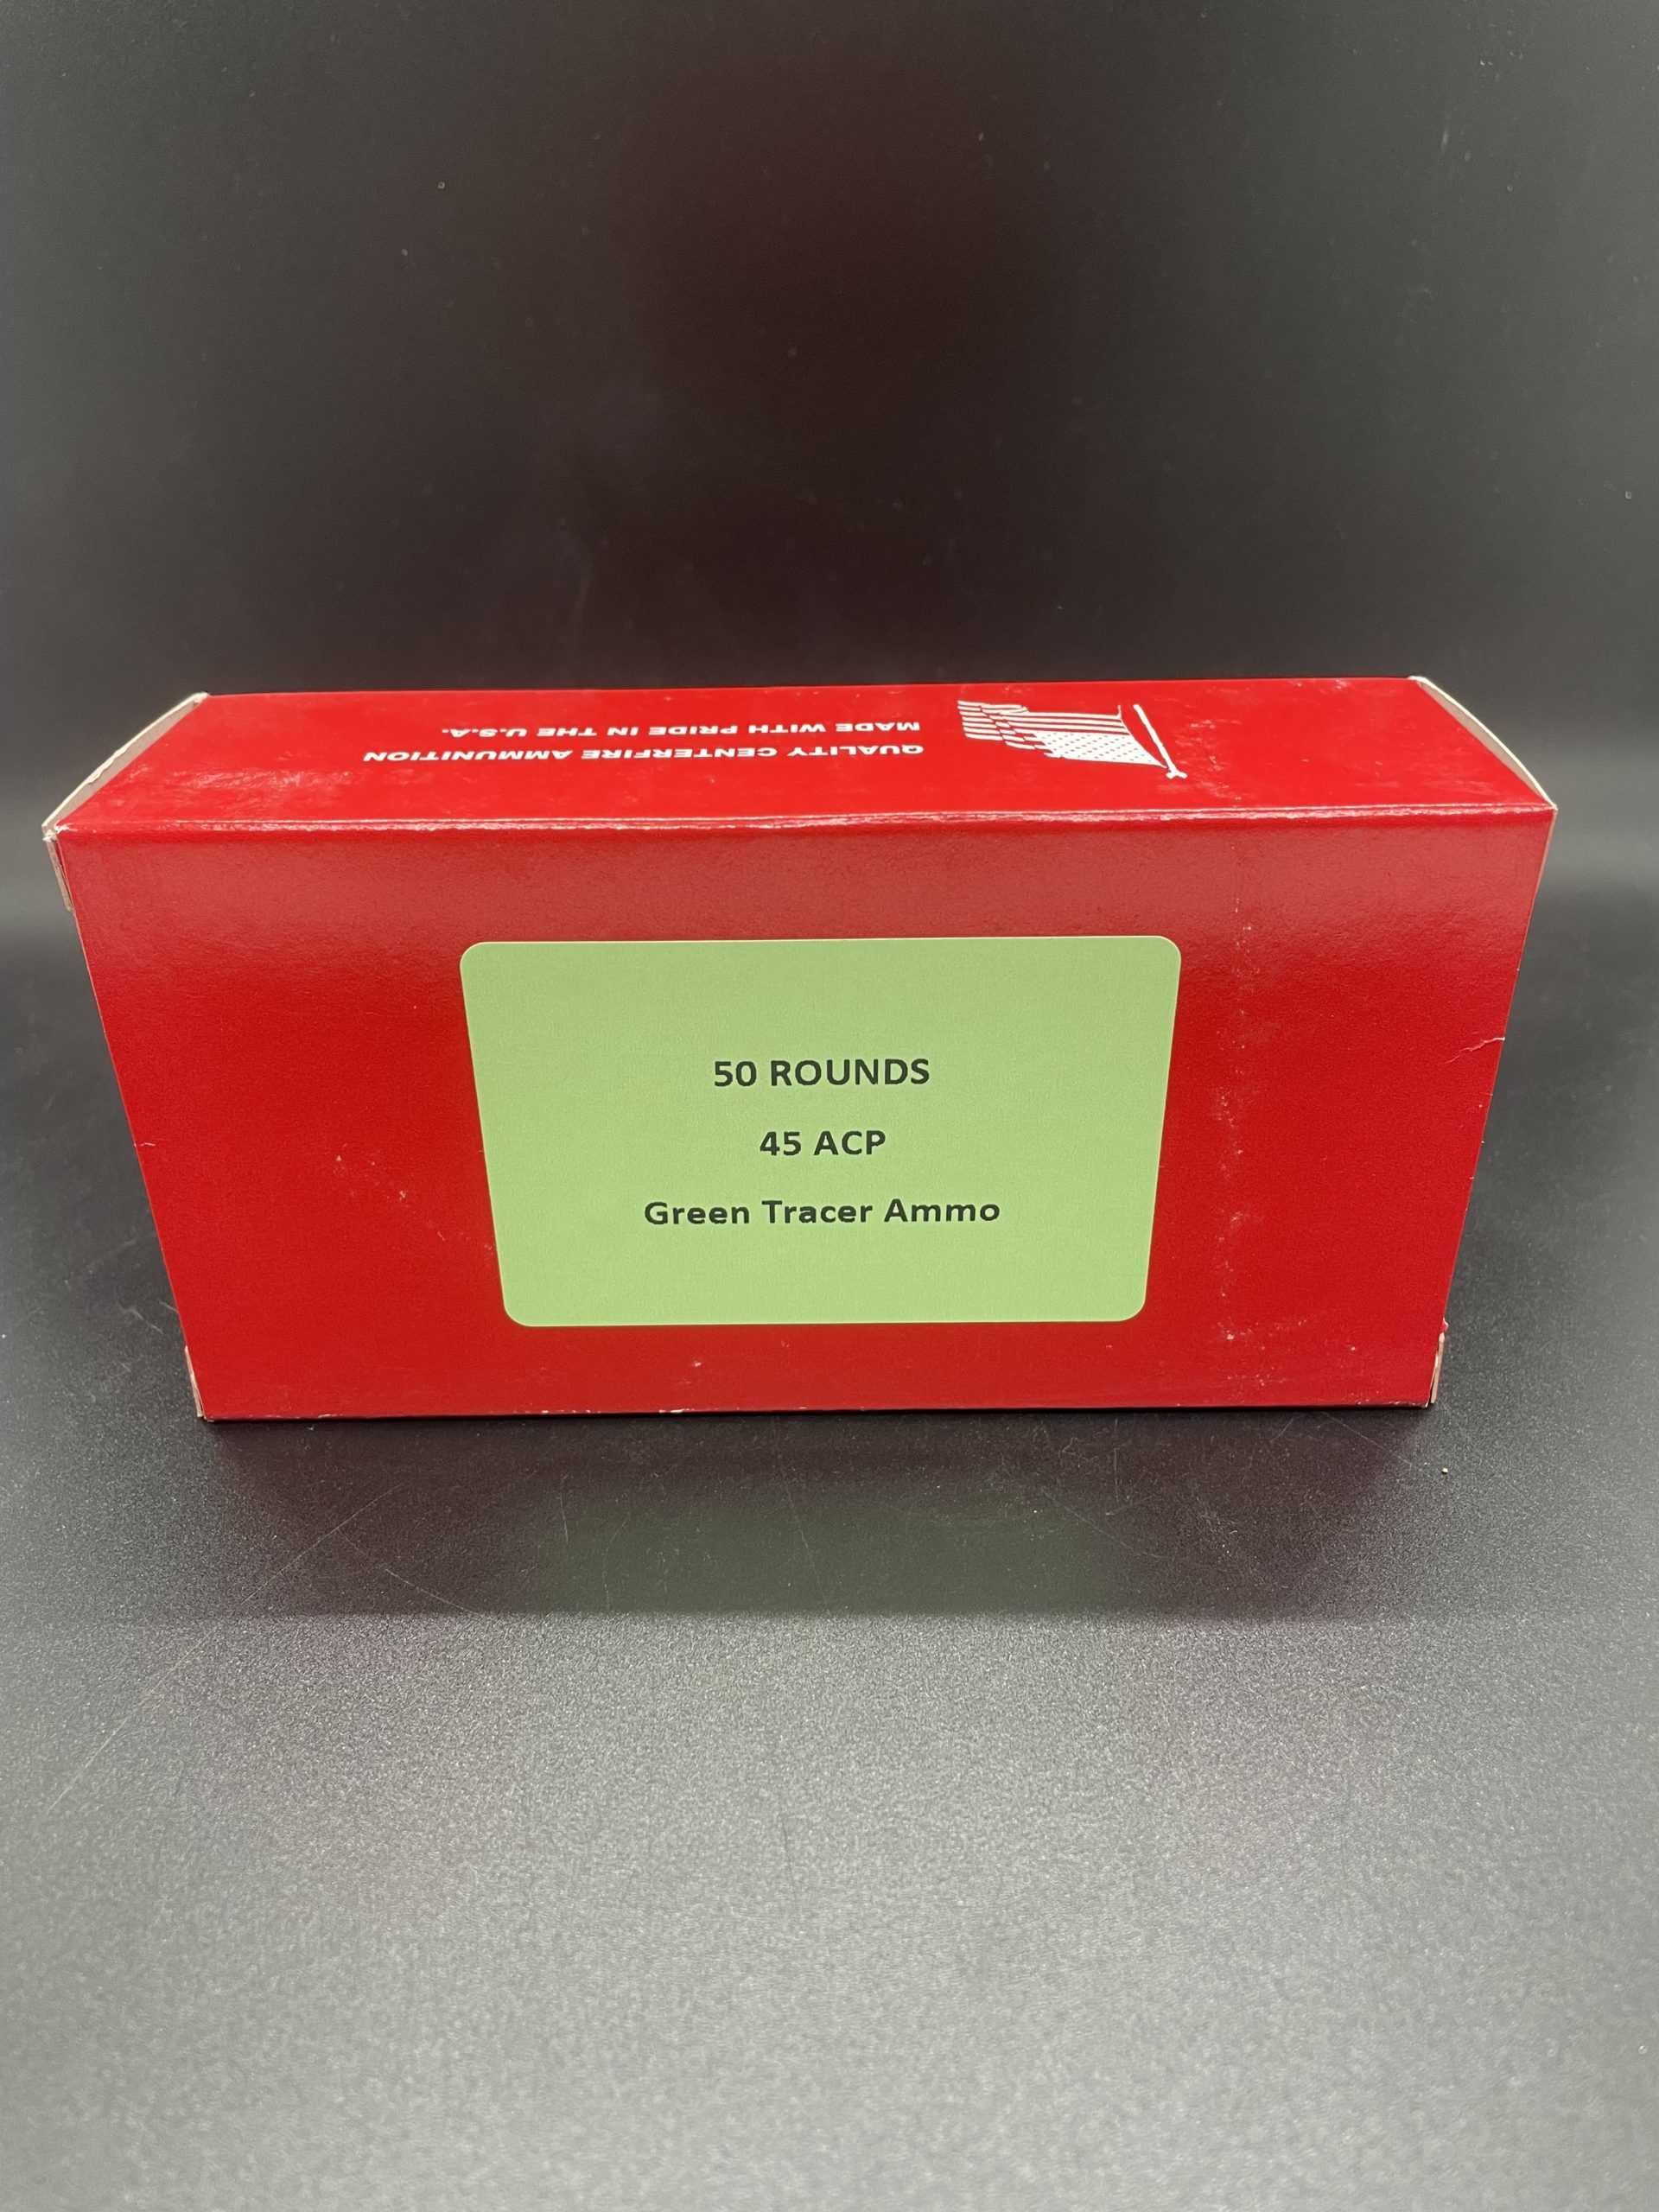 QUALITY CENTERFIRE AMMUNITION
MADE WITH PRIDE IN THE U.S.A.
50 ROUNDS
45 ACP
Green Tracer Ammo